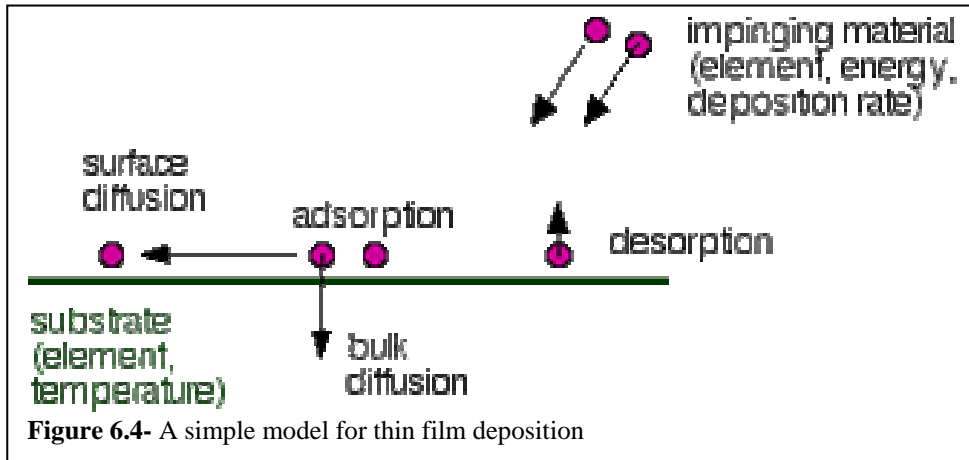 impinging material
(element, energy,
deposition rate)
surface
diffusion
adsorption
desorption
substrate
(element,
temperature)
bulk
diffusion
Figure 6.4- A simple model for thin film deposition